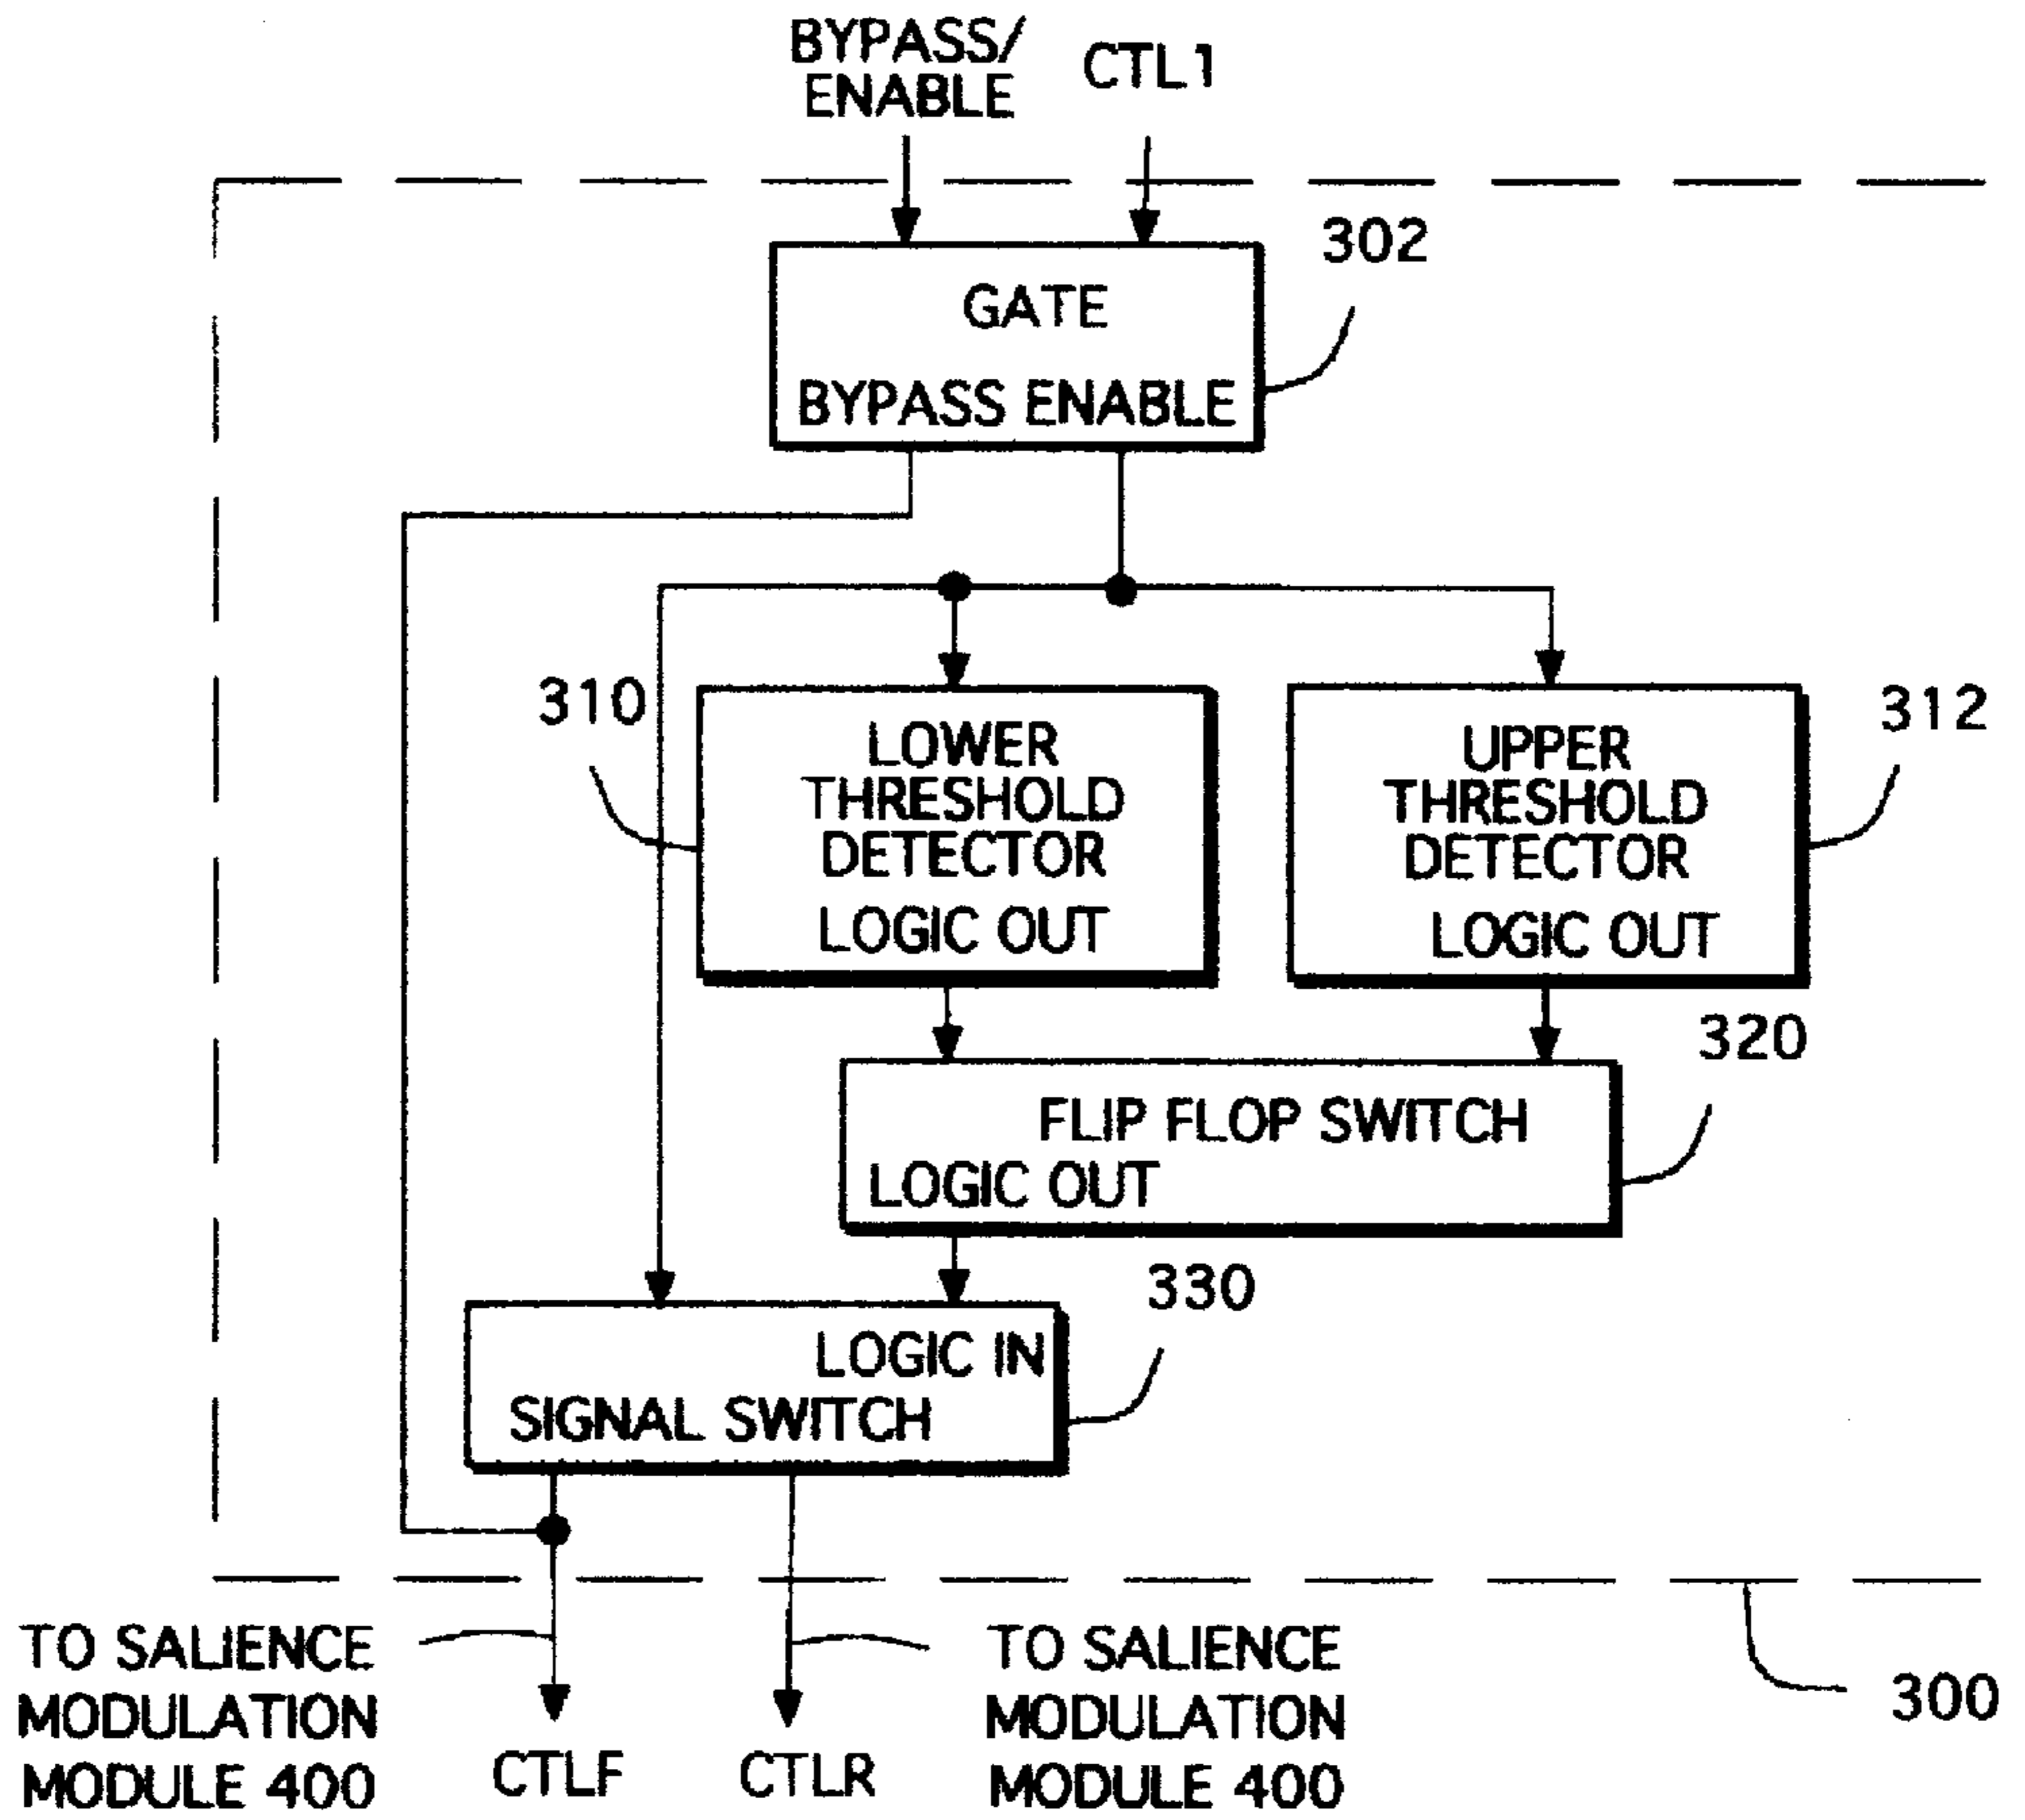 BYPASS/
ENABLE
CTL1
302
GATE
BYPASS ENABLE
310
LOWER
THRESHOLD
DETECTOR
LOGIC OUT
312
UPPER
THRESHOLD
DETECTOR
LOGIC OUT
320
FLIP FLOP SWITCH
LOGIC OUT
330
LOGIC IN
SIGNAL SWITCH
TO SALIENCE
MODULATION
MODULE 400
CTLF
CTLR
TO SALIENCE
MODULATION
MODULE 400
300